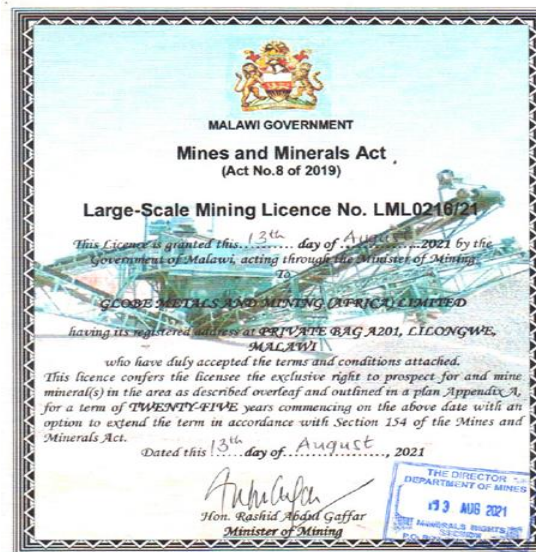 MALAWI GOVERNMENT
Mines and Minerals Act
(Act No.8 of 2019)
Large-Scale Mining Licence No. LML0216/21
This Licence is granted this 13th day of August 2021 by the
Government of Malawi, acting through the Minister of Mining
To
GLOBE METALS AND MINING (AFRICA) LIMITED
having its registered address at PRIVATE BAG A201, LILONGWE,
MALAWI
who have duly accepted the terms and conditions attached.
This licence confers the licensee the exclusive right to prospect for and mine
mineral(s) in the area as described overleaf and outlined in a plan Appendix A,
for a term of TWENTY-FIVE years commencing on the above date with an
option to extend the term in accordance with Section 154 of the Mines and
Minerals Act.
Dated this 13th day of August, 2021
Hon. Rashid Abdul Gaffar
Minister of Mining
THE DIRECTOR
DEPARTMENT OF MINES
13 AUG 2021
MINERALS RIGHTS
SECTION